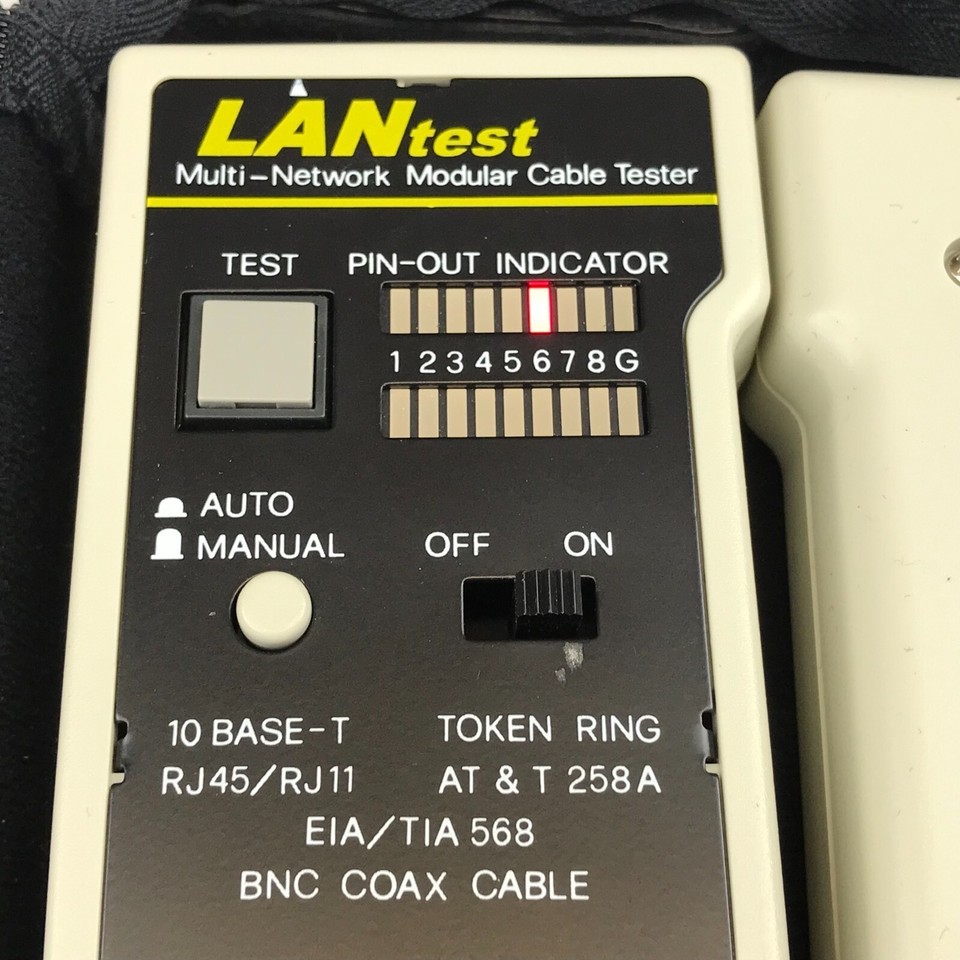 LANtest
Multi-Network Modular Cable Tester
TEST PIN-OUT INDICATOR
1 2 3 4 5 6 7 8 G
AUTO
MANUAL OFF ON
10 BASE-T TOKEN RING
RJ45/RJ11 AT & T 258A
EIA/TIA 568
BNC COAX CABLE